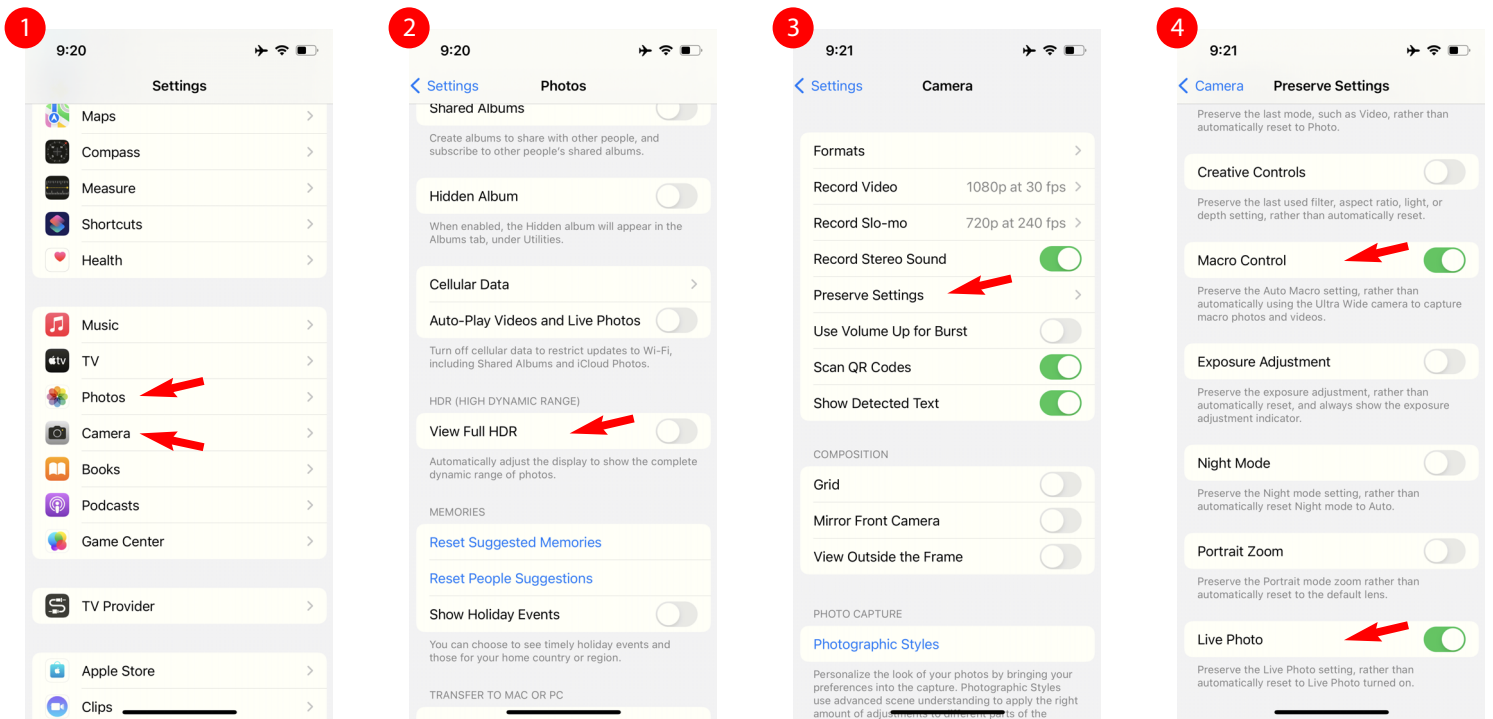 1
9:20
Settings
Maps
Compass
Measure
Shortcuts
Health
Music
tv
TV
Photos
Camera
Books
Podcasts
Game Center
TV Provider
Apple Store
Clips
2
9:20
Settings
Photos
Shared Albums
Create albums to share with other people, and
subscribe to other people's shared albums.
Hidden Album
When enabled, the Hidden album will appear in the
Albums tab, under Utilities.
Cellular Data
Auto-Play Videos and Live Photos
Turn off cellular data to restrict updates to Wi-Fi,
including Shared Albums and iCloud Photos.
HDR (HIGH DYNAMIC RANGE)
View Full HDR
Automatically adjust the display to show the complete
dynamic range of photos.
MEMORIES
Reset Suggested Memories
Reset People Suggestions
Show Holiday Events
You can choose to see timely holiday events and
those for your home country or region.
TRANSFER TO MAC OR PC
3
9:21
Settings
Camera
Formats
Record Video 1080p at 30 fps
Record Slo-mo 720p at 240 fps
Record Stereo Sound
Preserve Settings
Use Volume Up for Burst
Scan QR Codes
Show Detected Text
COMPOSITION
Grid
Mirror Front Camera
View Outside the Frame
PHOTO CAPTURE
Photographic Styles
Personalize the look of your photos by bringing your
preferences into the capture. Photographic Styles
use advanced scene understanding to apply the right
amount of adjustments to different parts of the
4
9:21
Camera
Preserve Settings
Preserve the last mode, such as Video, rather than
automatically reset to Photo.
Creative Controls
Preserve the last used filter, aspect ratio, light, or
depth setting, rather than automatically reset.
Macro Control
Preserve the Auto Macro setting, rather than
automatically using the Ultra Wide camera to capture
macro photos and videos.
Exposure Adjustment
Preserve the exposure adjustment, rather than
automatically reset, and always show the exposure
adjustment indicator.
Night Mode
Preserve the Night mode setting, rather than
automatically reset Night mode to Auto.
Portrait Zoom
Preserve the Portrait mode zoom rather than
automatically reset to the default lens.
Live Photo
Preserve the Live Photo setting, rather than
automatically reset to Live Photo turned on.